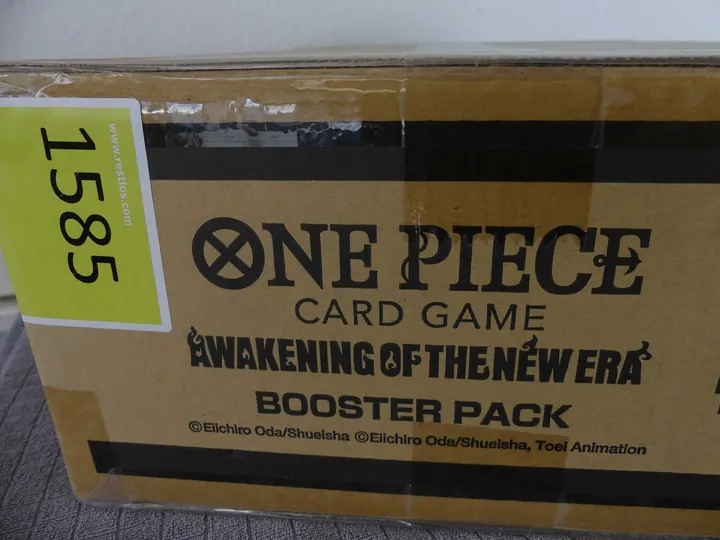 www.restlos.com
1585
ONE PIECE
CARD GAME
AWAKENING OF THE NEW ERA
BOOSTER PACK
©Eiichiro Oda/Shueisha ©Eiichiro Oda/Shueisha, Toei Animation